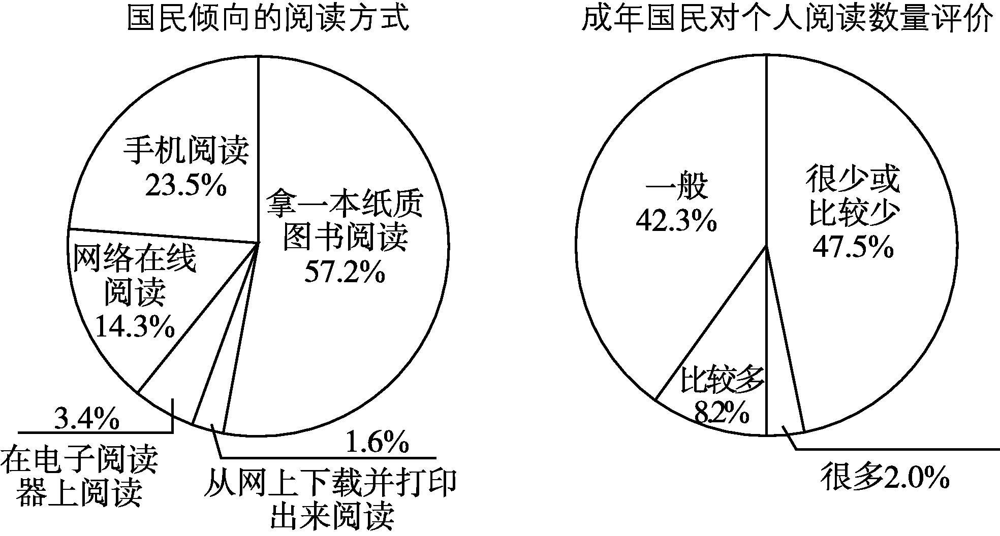 国民倾向的阅读方式
手机阅读
23.5%
拿一本纸质
图书阅读
57.2%
网络在线
阅读
14.3%
3.4%
在电子阅读
器上阅读
1.6%
从网上下载并打印
出来阅读
成年国民对个人阅读数量评价
一般
42.3%
很少或
比较少
47.5%
比较多
8.2%
很多2.0%